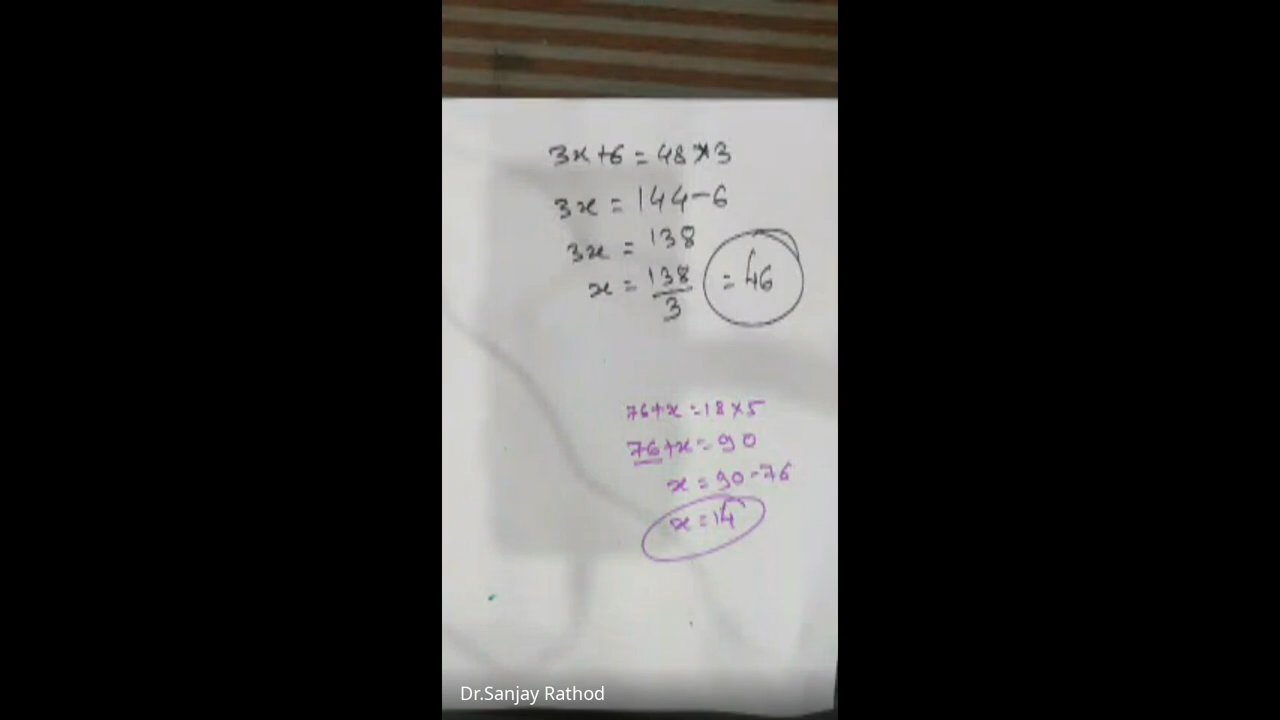 3x+6 = 48×3
3x = 144-6
3x = 138
x = 138/3 = 46
76+x = 18×5
76+x = 90
x = 90-76
x = 14
Dr.Sanjay Rathod